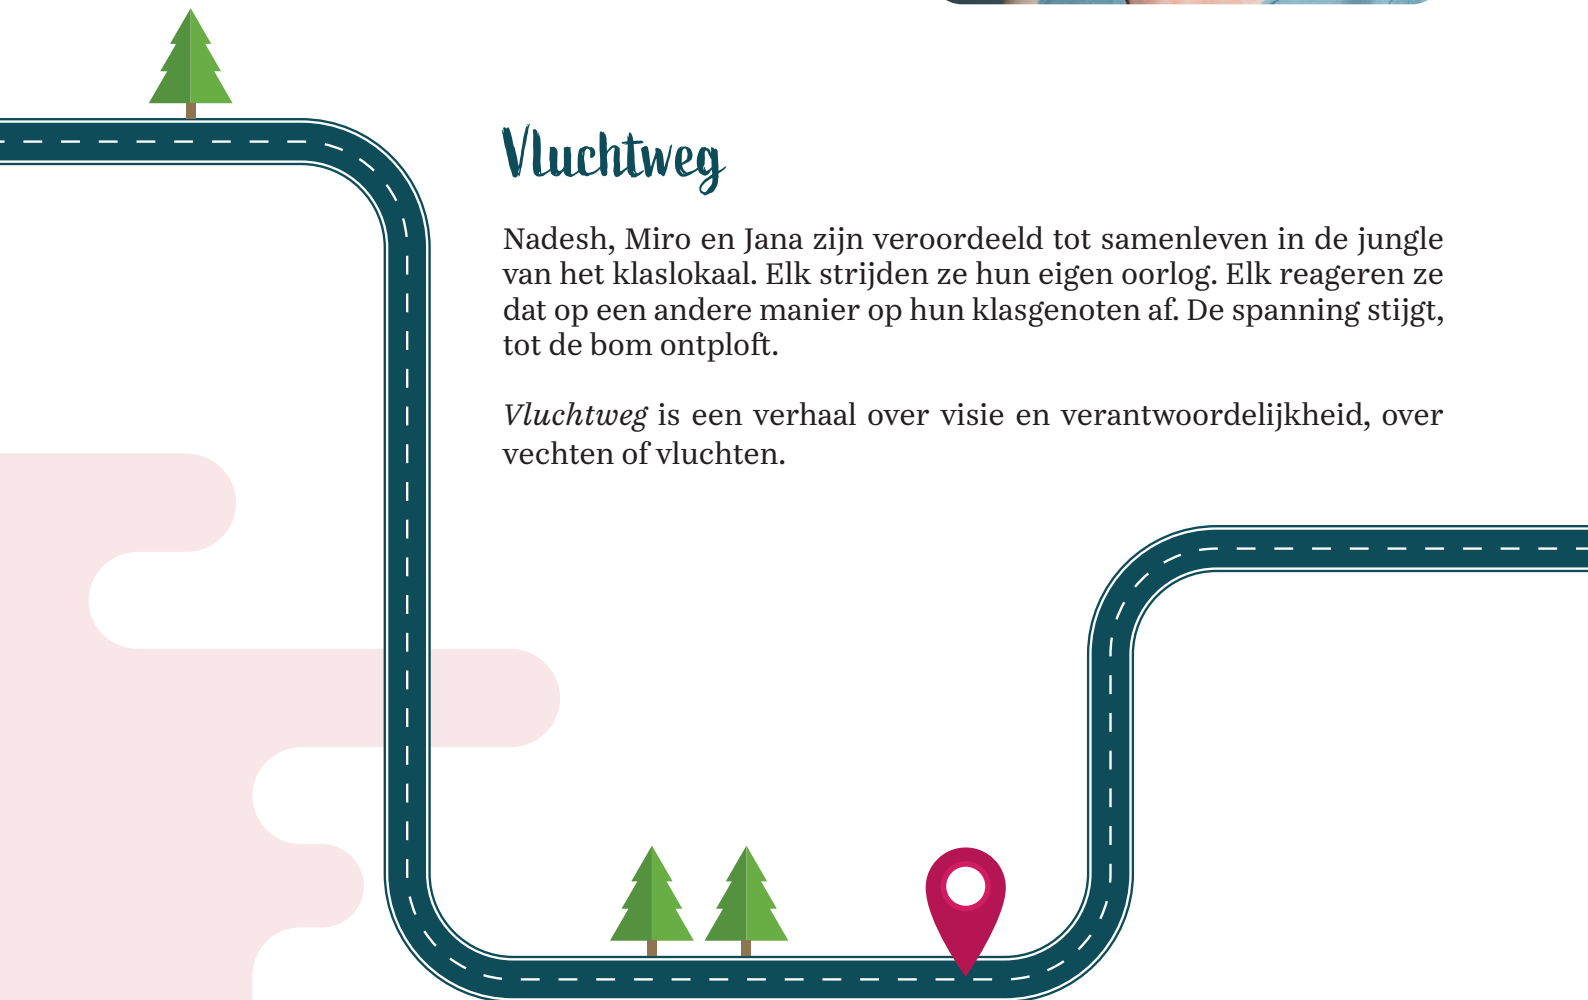 Vluchtweg
Nadesh, Miro en Jana zijn veroordeeld tot samenleven in de jungle
van het klaslokaal. Elk strijden ze hun eigen oorlog. Elk reageren ze
dat op een andere manier op hun klasgenoten af. De spanning stijgt,
tot de bom ontploft.
Vluchtweg is een verhaal over visie en verantwoordelijkheid, over
vechten of vluchten.